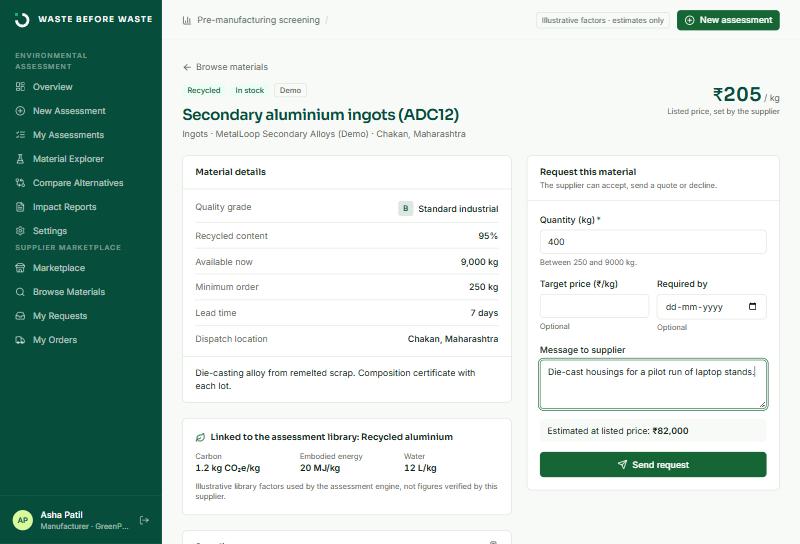 WASTE BEFORE WASTE
ENVIRONMENTAL
ASSESSMENT
Overview
New Assessment
My Assessments
Material Explorer
Compare Alternatives
Impact Reports
Settings
SUPPLIER MARKETPLACE
Marketplace
Browse Materials
My Requests
My Orders
AP
Asha Patil
Manufacturer · GreenP...
Pre-manufacturing screening /
Illustrative factors · estimates only
New assessment
Browse materials
Recycled In stock Demo
Secondary aluminium ingots (ADC12)
Ingots · MetalLoop Secondary Alloys (Demo) · Chakan, Maharashtra
₹205 / kg
Listed price, set by the supplier
Material details
Quality grade B Standard industrial
Recycled content 95%
Available now 9,000 kg
Minimum order 250 kg
Lead time 7 days
Dispatch location Chakan, Maharashtra
Die-casting alloy from remelted scrap. Composition certificate with
each lot.
Linked to the assessment library: Recycled aluminium
Carbon Embodied energy Water
1.2 kg CO₂e/kg 20 MJ/kg 12 L/kg
Illustrative library factors used by the assessment engine, not figures verified by this
supplier.
Request this material
The supplier can accept, send a quote or decline.
Quantity (kg) *
400
Between 250 and 9000 kg.
Target price (₹/kg) Required by
dd-mm-yyyy
Optional Optional
Message to supplier
Die-cast housings for a pilot run of laptop stands.
Estimated at listed price: ₹82,000
Send request